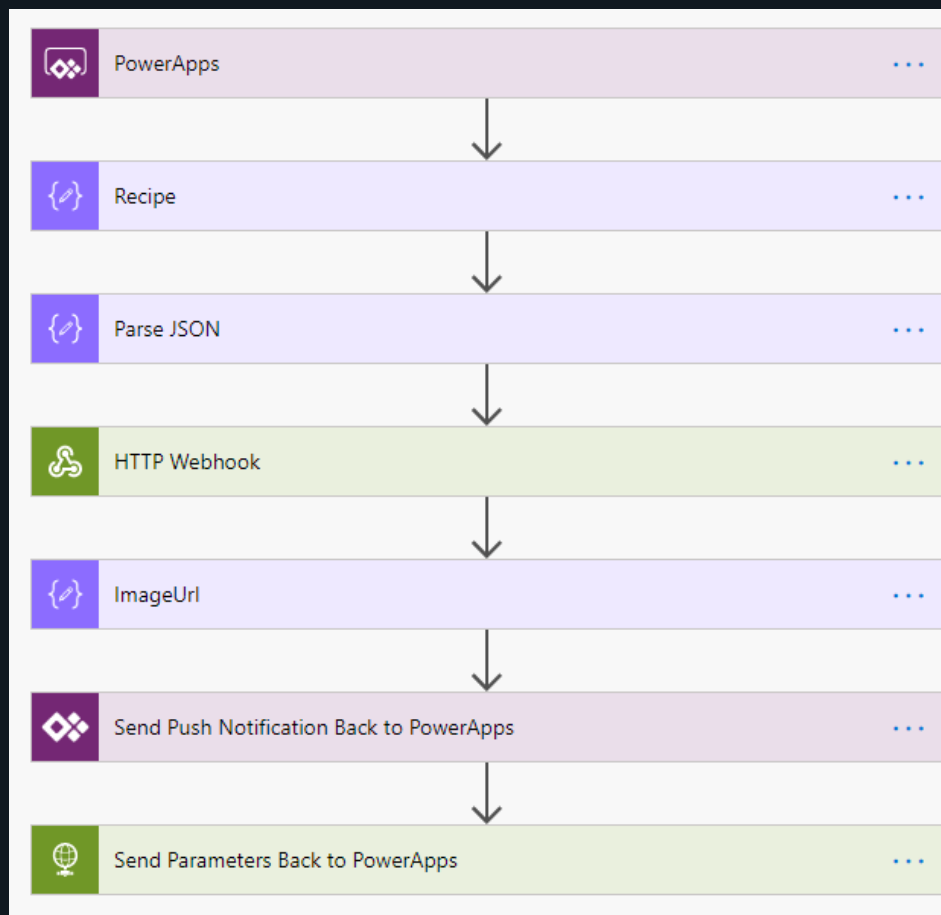 PowerApps
Recipe
Parse JSON
HTTP Webhook
ImageUrl
Send Push Notification Back to PowerApps
Send Parameters Back to PowerApps